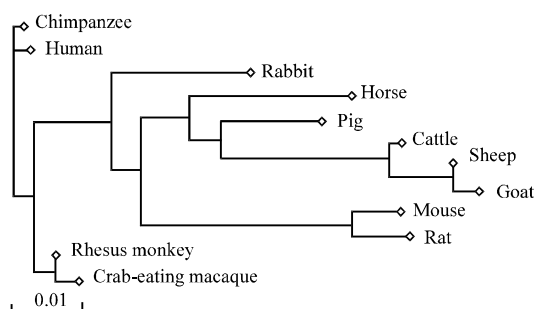 Chimpanzee
Human
Rabbit
Horse
Pig
Cattle
Sheep
Goat
Mouse
Rat
Rhesus monkey
Crab-eating macaque
0.01